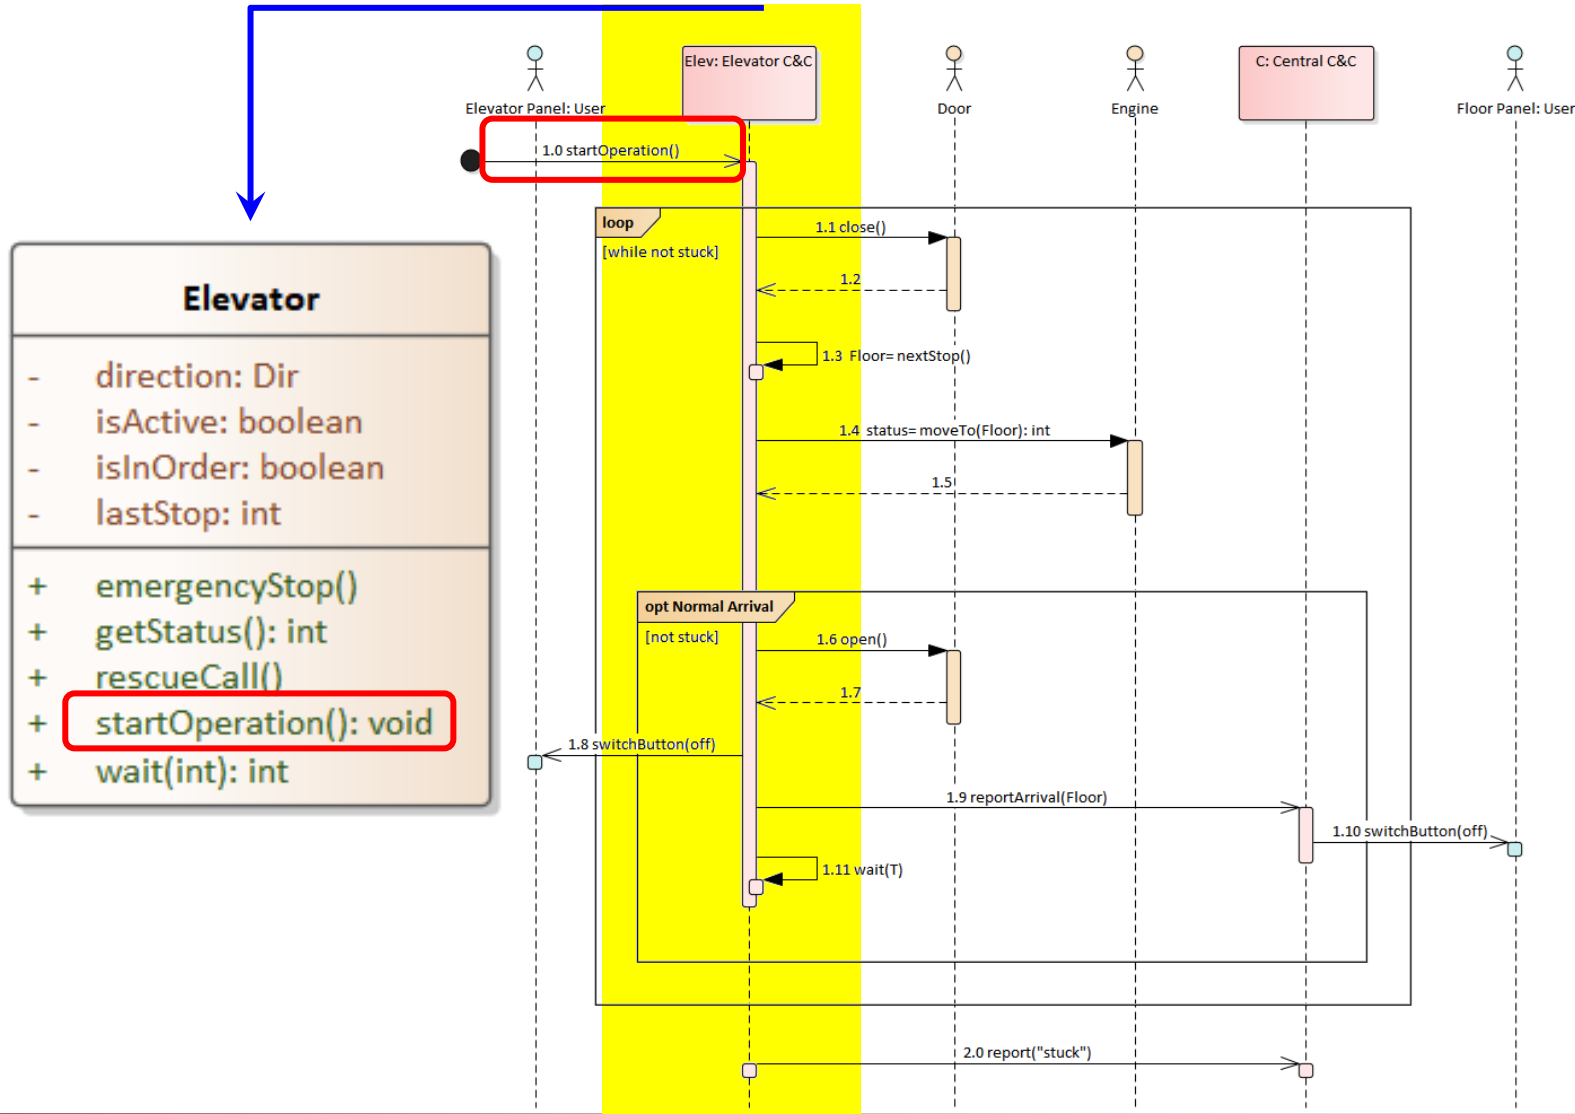 Elev: Elevator C&C
C: Central C&C
Elevator Panel: User
Door
Engine
Floor Panel: User
1.0 startOperation()
loop
[while not stuck]
1.1 close()
1.2
1.3 Floor= nextStop()
1.4 status= moveTo(Floor): int
1.5
opt Normal Arrival
[not stuck]
1.6 open()
1.7
1.8 switchButton(off)
1.9 reportArrival(Floor)
1.10 switchButton(off)
1.11 wait(T)
2.0 report("stuck")
Elevator
- direction: Dir
- isActive: boolean
- isInOrder: boolean
- lastStop: int
+ emergencyStop()
+ getStatus(): int
+ rescueCall()
+ startOperation(): void
+ wait(int): int